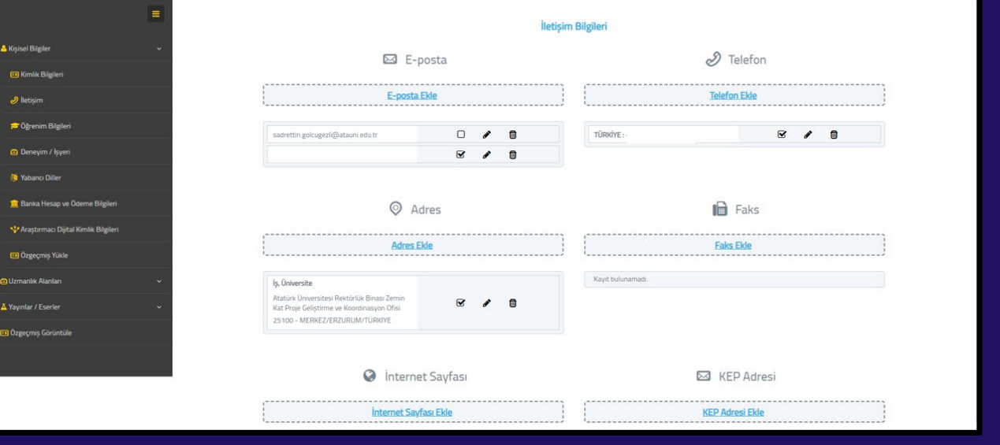 Kişisel Bilgiler
Kimlik Bilgileri
İletişim
Öğrenim Bilgileri
Deneyim / İşyeri
Yabancı Diller
Banka Hesap ve Ödeme Bilgileri
Araştırmacı Dijital Kimlik Bilgileri
Özgeçmiş Yükle
Uzmanlık Alanları
Yayınlar / Eserler
Özgeçmiş Görüntüle
İletişim Bilgileri
E-posta
E-posta Ekle
sadrettin.golcugezli@atauni.edu.tr
Telefon
Telefon Ekle
TÜRKİYE :
Adres
Adres Ekle
İş, Üniversite
Atatürk Üniversitesi Rektörlük Binası Zemin
Kat Proje Geliştirme ve Koordinasyon Ofisi
25100 - MERKEZ/ERZURUM/TÜRKİYE
Faks
Faks Ekle
Kayıt bulunamadı.
İnternet Sayfası
İnternet Sayfası Ekle
KEP Adresi
KEP Adresi Ekle